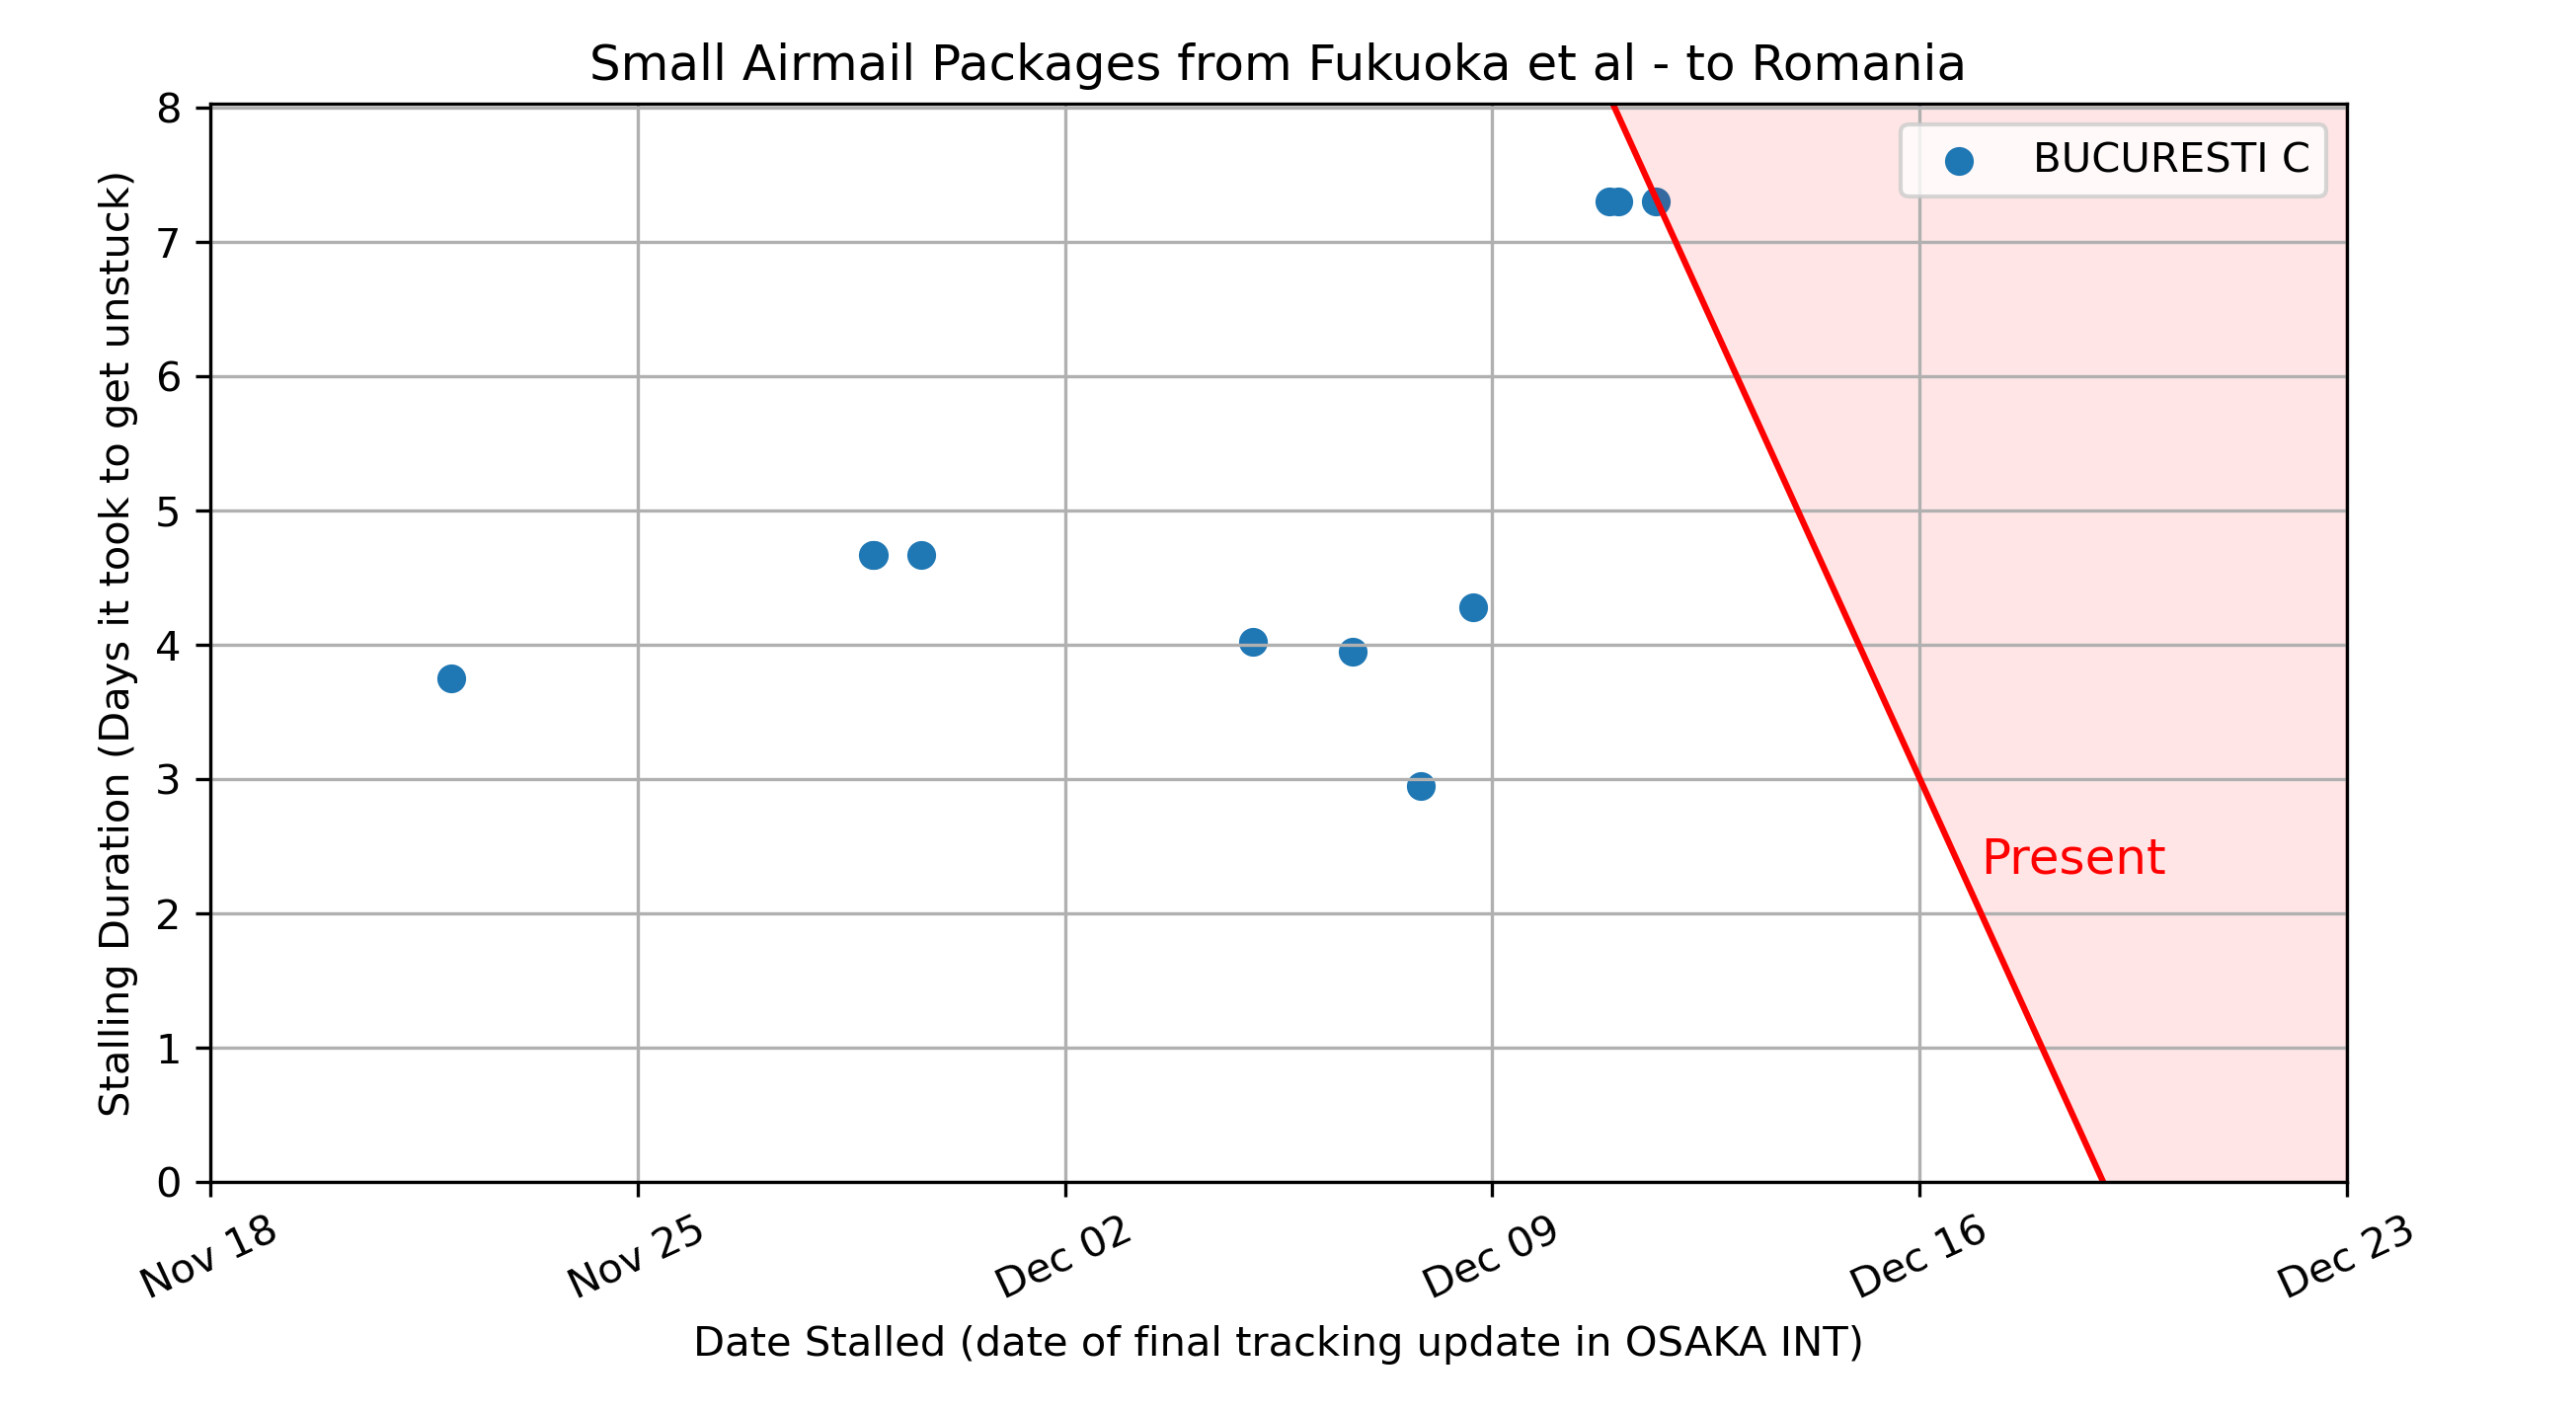 Small Airmail Packages from Fukuoka et al - to Romania
Stalling Duration (Days it took to get unstuck)
8
7
6
5
4
3
2
1
0
BUCURESTI C
Present
Nov 18
Nov 25
Dec 02
Dec 09
Dec 16
Dec 23
Date Stalled (date of final tracking update in OSAKA INT)